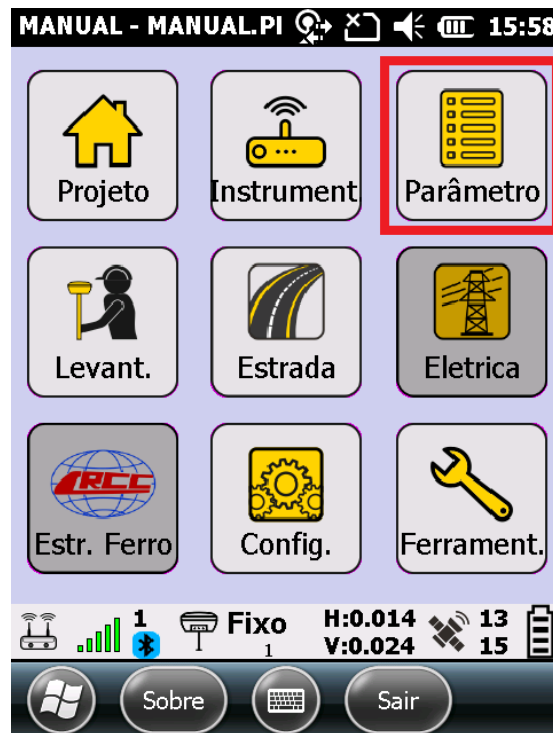 MANUAL - MANUAL.PI 15:58
Projeto Instrument Parâmetro
Levant. Estrada Eletrica
Estr. Ferro Config. Ferrament.
1 Fixo H:0.014 13
1 V:0.024 15
Sobre Sair